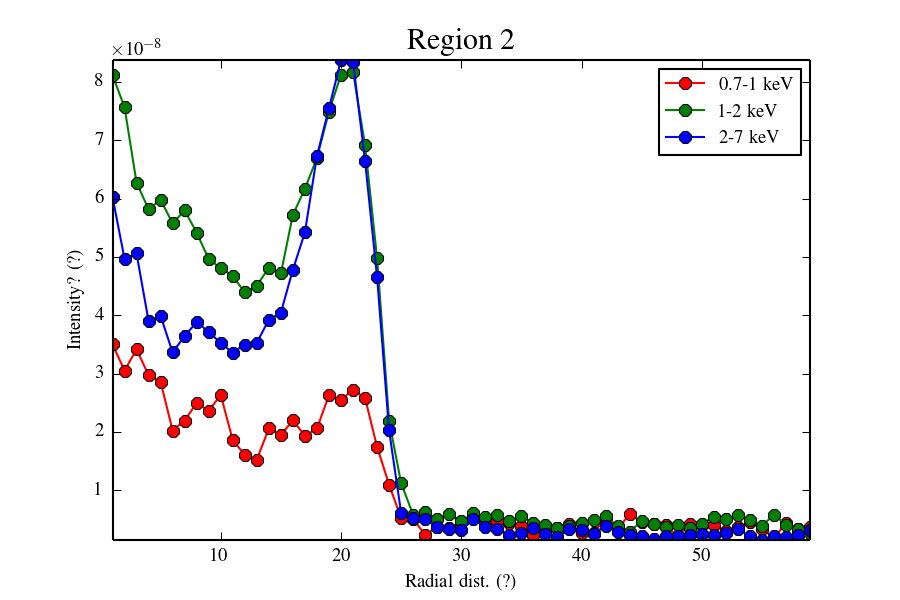 Region 2
×10⁻⁸
8
7
6
5
4
3
2
1
Intensity? (?)
0.7-1 keV
1-2 keV
2-7 keV
10 20 30 40 50
Radial dist. (?)